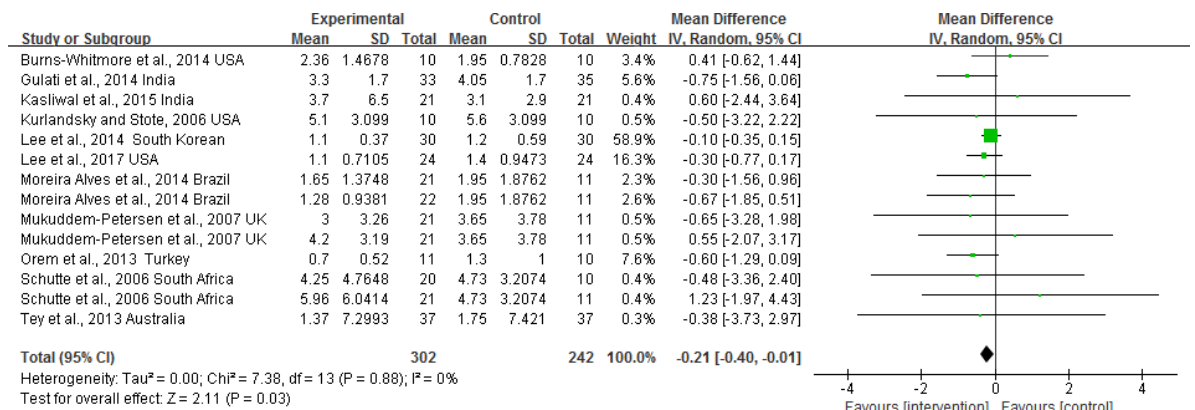 Experimental Control Mean Difference Mean Difference
Study or Subgroup Mean SD Total Mean SD Total Weight IV, Random, 95% CI IV, Random, 95% CI
Burns-Whitmore et al., 2014 USA 2.36 1.4678 10 1.95 0.7828 10 3.4% 0.41 [-0.62, 1.44]
Gulati et al., 2014 India 3.3 1.7 33 4.05 1.7 35 5.6% -0.75 [-1.56, 0.06]
Kasliwal et al., 2015 India 3.7 6.5 21 3.1 2.9 21 0.4% 0.60 [-2.44, 3.64]
Kurlandsky and Stote, 2006 USA 5.1 3.099 10 5.6 3.099 10 0.5% -0.50 [-3.22, 2.22]
Lee et al., 2014 South Korean 1.1 0.37 30 1.2 0.59 30 58.9% -0.10 [-0.35, 0.15]
Lee et al., 2017 USA 1.1 0.7105 24 1.4 0.9473 24 16.3% -0.30 [-0.77, 0.17]
Moreira Alves et al., 2014 Brazil 1.65 1.3748 21 1.95 1.8762 11 2.3% -0.30 [-1.56, 0.96]
Moreira Alves et al., 2014 Brazil 1.28 0.9381 22 1.95 1.8762 11 2.6% -0.67 [-1.85, 0.51]
Mukuddem-Petersen et al., 2007 UK 3 3.26 21 3.65 3.78 11 0.5% -0.65 [-3.28, 1.98]
Mukuddem-Petersen et al., 2007 UK 4.2 3.19 21 3.65 3.78 11 0.5% 0.55 [-2.07, 3.17]
Orem et al., 2013 Turkey 0.7 0.52 11 1.3 1 10 7.6% -0.60 [-1.29, 0.09]
Schutte et al., 2006 South Africa 4.25 4.7648 20 4.73 3.2074 10 0.4% -0.48 [-3.36, 2.40]
Schutte et al., 2006 South Africa 5.96 6.0414 21 4.73 3.2074 11 0.4% 1.23 [-1.97, 4.43]
Tey et al., 2013 Australia 1.37 7.2993 37 1.75 7.421 37 0.3% -0.38 [-3.73, 2.97]
Total (95% CI) 302 242 100.0% -0.21 [-0.40, -0.01]
Heterogeneity: Tau² = 0.00; Chi² = 7.38, df = 13 (P = 0.88); I² = 0%
Test for overall effect: Z = 2.11 (P = 0.03)
-4 -2 0 2 4
Favours [intervention] Favours [control]